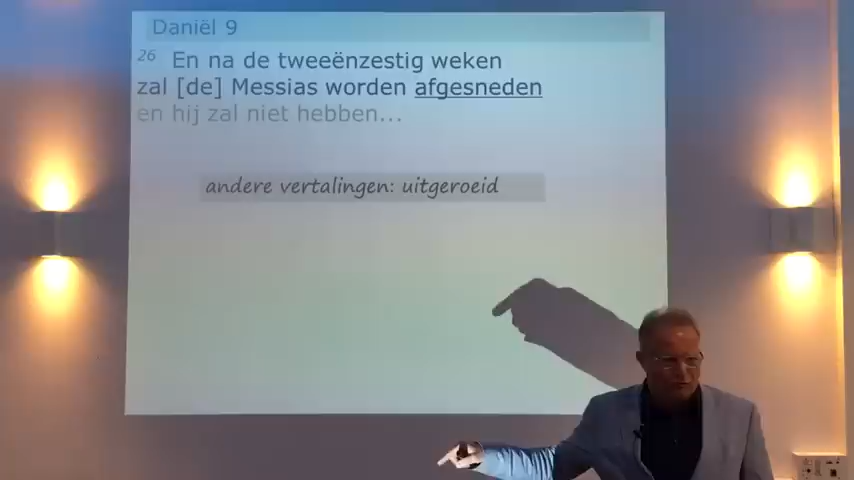 Daniël 9
26 En na de tweeënzestig weken
zal [de] Messias worden afgesneden
en hij zal niet hebben...
andere vertalingen: uitgeroeid